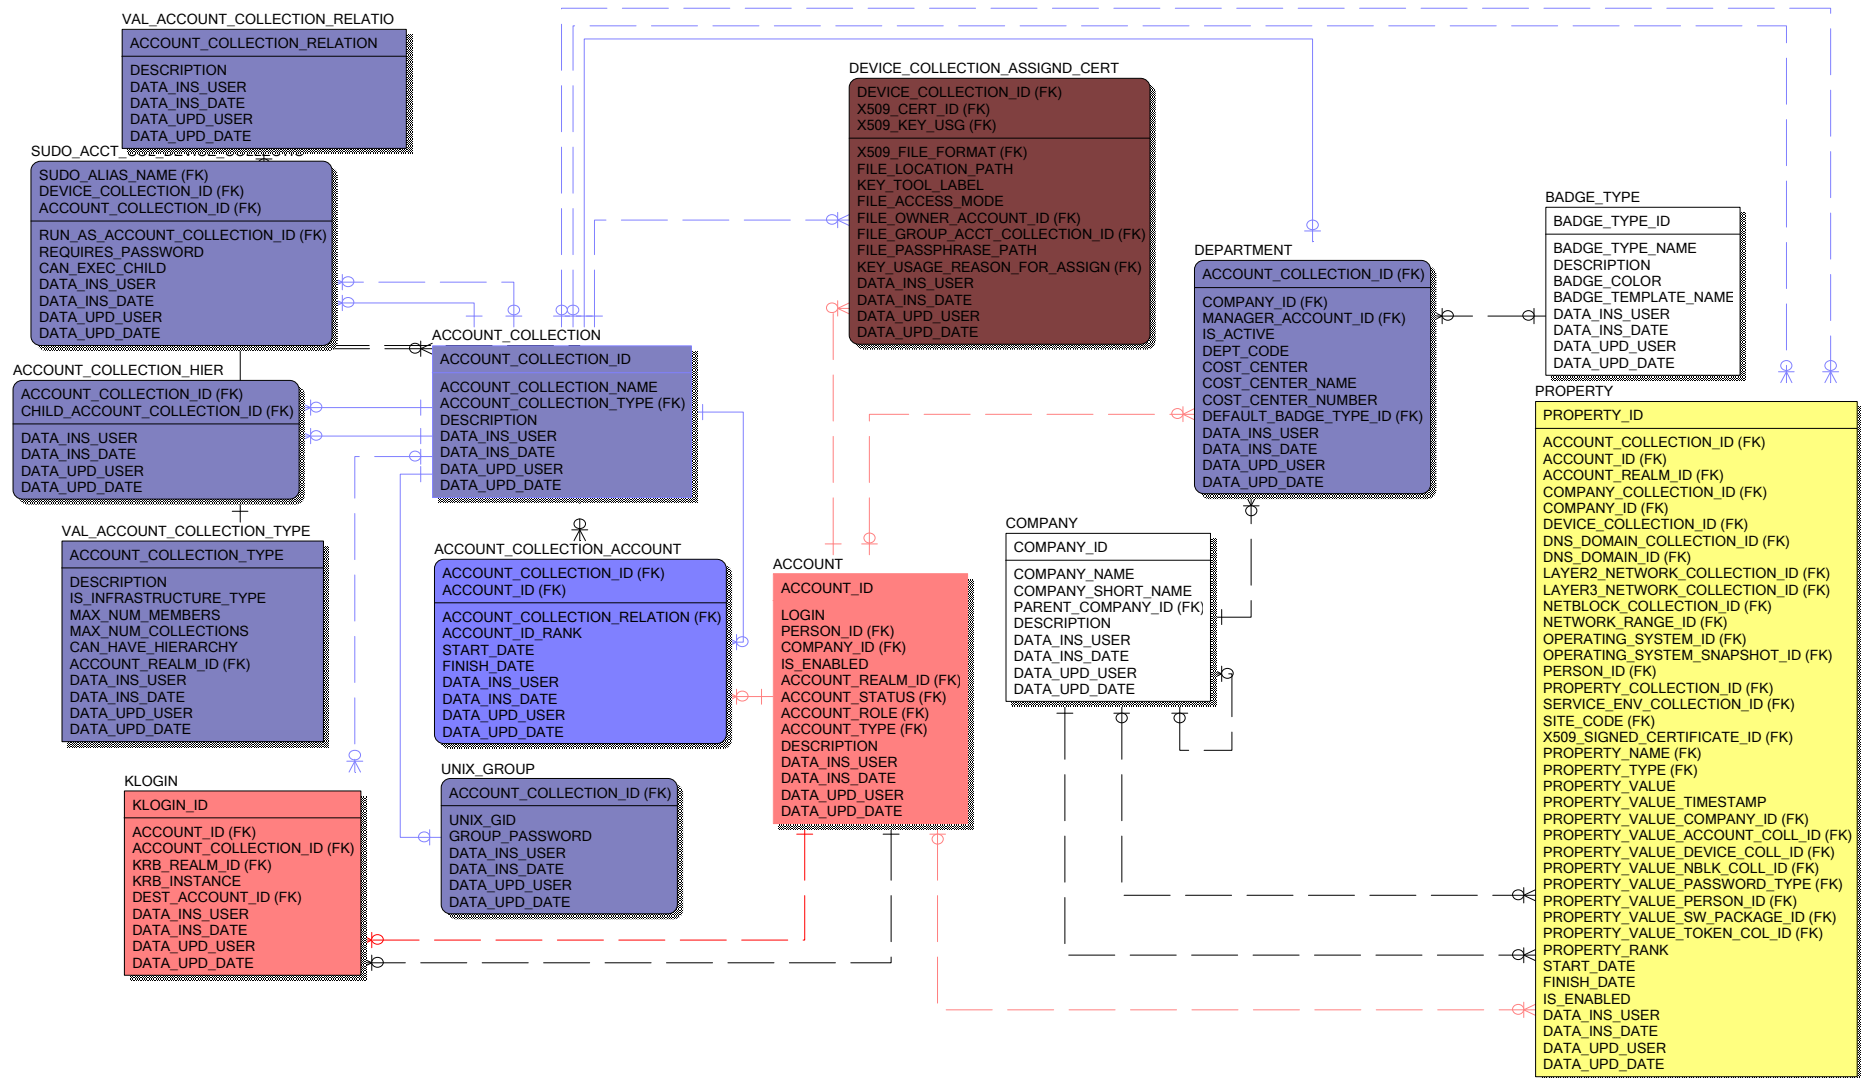 VAL_ACCOUNT_COLLECTION_RELATIO
ACCOUNT_COLLECTION_RELATION
DESCRIPTION
DATA_INS_USER
DATA_INS_DATE
DATA_UPD_USER
DATA_UPD_DATE
SUDO_ACCT_
SUDO_ALIAS_NAME (FK)
DEVICE_COLLECTION_ID (FK)
ACCOUNT_COLLECTION_ID (FK)
RUN_AS_ACCOUNT_COLLECTION_ID (FK)
REQUIRES_PASSWORD
CAN_EXEC_CHILD
DATA_INS_USER
DATA_INS_DATE
DATA_UPD_USER
DATA_UPD_DATE
ACCOUNT_COLLECTION_HIER
ACCOUNT_COLLECTION_ID (FK)
CHILD_ACCOUNT_COLLECTION_ID (FK)
DATA_INS_USER
DATA_INS_DATE
DATA_UPD_USER
DATA_UPD_DATE
VAL_ACCOUNT_COLLECTION_TYPE
ACCOUNT_COLLECTION_TYPE
DESCRIPTION
IS_INFRASTRUCTURE_TYPE
MAX_NUM_MEMBERS
MAX_NUM_COLLECTIONS
CAN_HAVE_HIERARCHY
ACCOUNT_REALM_ID (FK)
DATA_INS_USER
DATA_INS_DATE
DATA_UPD_USER
DATA_UPD_DATE
KLOGIN
KLOGIN_ID
ACCOUNT_ID (FK)
ACCOUNT_COLLECTION_ID (FK)
KRB_REALM_ID (FK)
KRB_INSTANCE
DEST_ACCOUNT_ID (FK)
DATA_INS_USER
DATA_INS_DATE
DATA_UPD_USER
DATA_UPD_DATE
ACCOUNT_COLLECTION
ACCOUNT_COLLECTION_ID
ACCOUNT_COLLECTION_NAME
ACCOUNT_COLLECTION_TYPE (FK)
DESCRIPTION
DATA_INS_USER
DATA_INS_DATE
DATA_UPD_USER
DATA_UPD_DATE
ACCOUNT_COLLECTION_ACCOUNT
ACCOUNT_COLLECTION_ID (FK)
ACCOUNT_ID (FK)
ACCOUNT_COLLECTION_RELATION (FK)
ACCOUNT_ID_RANK
START_DATE
FINISH_DATE
DATA_INS_USER
DATA_INS_DATE
DATA_UPD_USER
DATA_UPD_DATE
UNIX_GROUP
ACCOUNT_COLLECTION_ID (FK)
UNIX_GID
GROUP_PASSWORD
DATA_INS_USER
DATA_INS_DATE
DATA_UPD_USER
DATA_UPD_DATE
DEVICE_COLLECTION_ASSIGND_CERT
DEVICE_COLLECTION_ID (FK)
X509_CERT_ID (FK)
X509_KEY_USG (FK)
X509_FILE_FORMAT (FK)
FILE_LOCATION_PATH
KEY_TOOL_LABEL
FILE_ACCESS_MODE
FILE_OWNER_ACCOUNT_ID (FK)
FILE_GROUP_ACCT_COLLECTION_ID (FK)
FILE_PASSPHRASE_PATH
KEY_USAGE_REASON_FOR_ASSIGN (FK)
DATA_INS_USER
DATA_INS_DATE
DATA_UPD_USER
DATA_UPD_DATE
ACCOUNT
ACCOUNT_ID
LOGIN
PERSON_ID (FK)
COMPANY_ID (FK)
IS_ENABLED
ACCOUNT_REALM_ID (FK)
ACCOUNT_STATUS (FK)
ACCOUNT_ROLE (FK)
ACCOUNT_TYPE (FK)
DESCRIPTION
DATA_INS_USER
DATA_INS_DATE
DATA_UPD_USER
DATA_UPD_DATE
DEPARTMENT
ACCOUNT_COLLECTION_ID (FK)
COMPANY_ID (FK)
MANAGER_ACCOUNT_ID (FK)
IS_ACTIVE
DEPT_CODE
COST_CENTER
COST_CENTER_NAME
COST_CENTER_NUMBER
DEFAULT_BADGE_TYPE_ID (FK)
DATA_INS_USER
DATA_INS_DATE
DATA_UPD_USER
DATA_UPD_DATE
COMPANY
COMPANY_ID
COMPANY_NAME
COMPANY_SHORT_NAME
PARENT_COMPANY_ID (FK)
DESCRIPTION
DATA_INS_USER
DATA_INS_DATE
DATA_UPD_USER
DATA_UPD_DATE
BADGE_TYPE
BADGE_TYPE_ID
BADGE_TYPE_NAME
DESCRIPTION
BADGE_COLOR
BADGE_TEMPLATE_NAME
DATA_INS_USER
DATA_INS_DATE
DATA_UPD_USER
DATA_UPD_DATE
PROPERTY
PROPERTY_ID
ACCOUNT_COLLECTION_ID (FK)
ACCOUNT_ID (FK)
ACCOUNT_REALM_ID (FK)
COMPANY_COLLECTION_ID (FK)
COMPANY_ID (FK)
DEVICE_COLLECTION_ID (FK)
DNS_DOMAIN_COLLECTION_ID (FK)
DNS_DOMAIN_ID (FK)
LAYER2_NETWORK_COLLECTION_ID (FK)
LAYER3_NETWORK_COLLECTION_ID (FK)
NETBLOCK_COLLECTION_ID (FK)
NETWORK_RANGE_ID (FK)
OPERATING_SYSTEM_ID (FK)
OPERATING_SYSTEM_SNAPSHOT_ID (FK)
PERSON_ID (FK)
PROPERTY_COLLECTION_ID (FK)
SERVICE_ENV_COLLECTION_ID (FK)
SITE_CODE (FK)
X509_SIGNED_CERTIFICATE_ID (FK)
PROPERTY_NAME (FK)
PROPERTY_TYPE (FK)
PROPERTY_VALUE
PROPERTY_VALUE_TIMESTAMP
PROPERTY_VALUE_COMPANY_ID (FK)
PROPERTY_VALUE_ACCOUNT_COLL_ID (FK)
PROPERTY_VALUE_DEVICE_COLL_ID (FK)
PROPERTY_VALUE_NBLK_COLL_ID (FK)
PROPERTY_VALUE_PASSWORD_TYPE (FK)
PROPERTY_VALUE_PERSON_ID (FK)
PROPERTY_VALUE_SW_PACKAGE_ID (FK)
PROPERTY_VALUE_TOKEN_COL_ID (FK)
PROPERTY_RANK
START_DATE
FINISH_DATE
IS_ENABLED
DATA_INS_USER
DATA_INS_DATE
DATA_UPD_USER
DATA_UPD_DATE